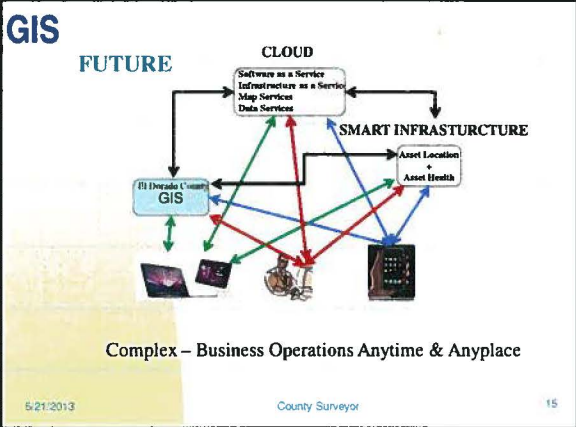 GIS
FUTURE
CLOUD
Software as a Service
Infrastructure as a Servic
Map Services
Data Services
SMART INFRASTURCTURE
Asset Location
+
Asset Health
El Dorado County
GIS
Complex – Business Operations Anytime & Anyplace
5/21/2013
County Surveyor
15